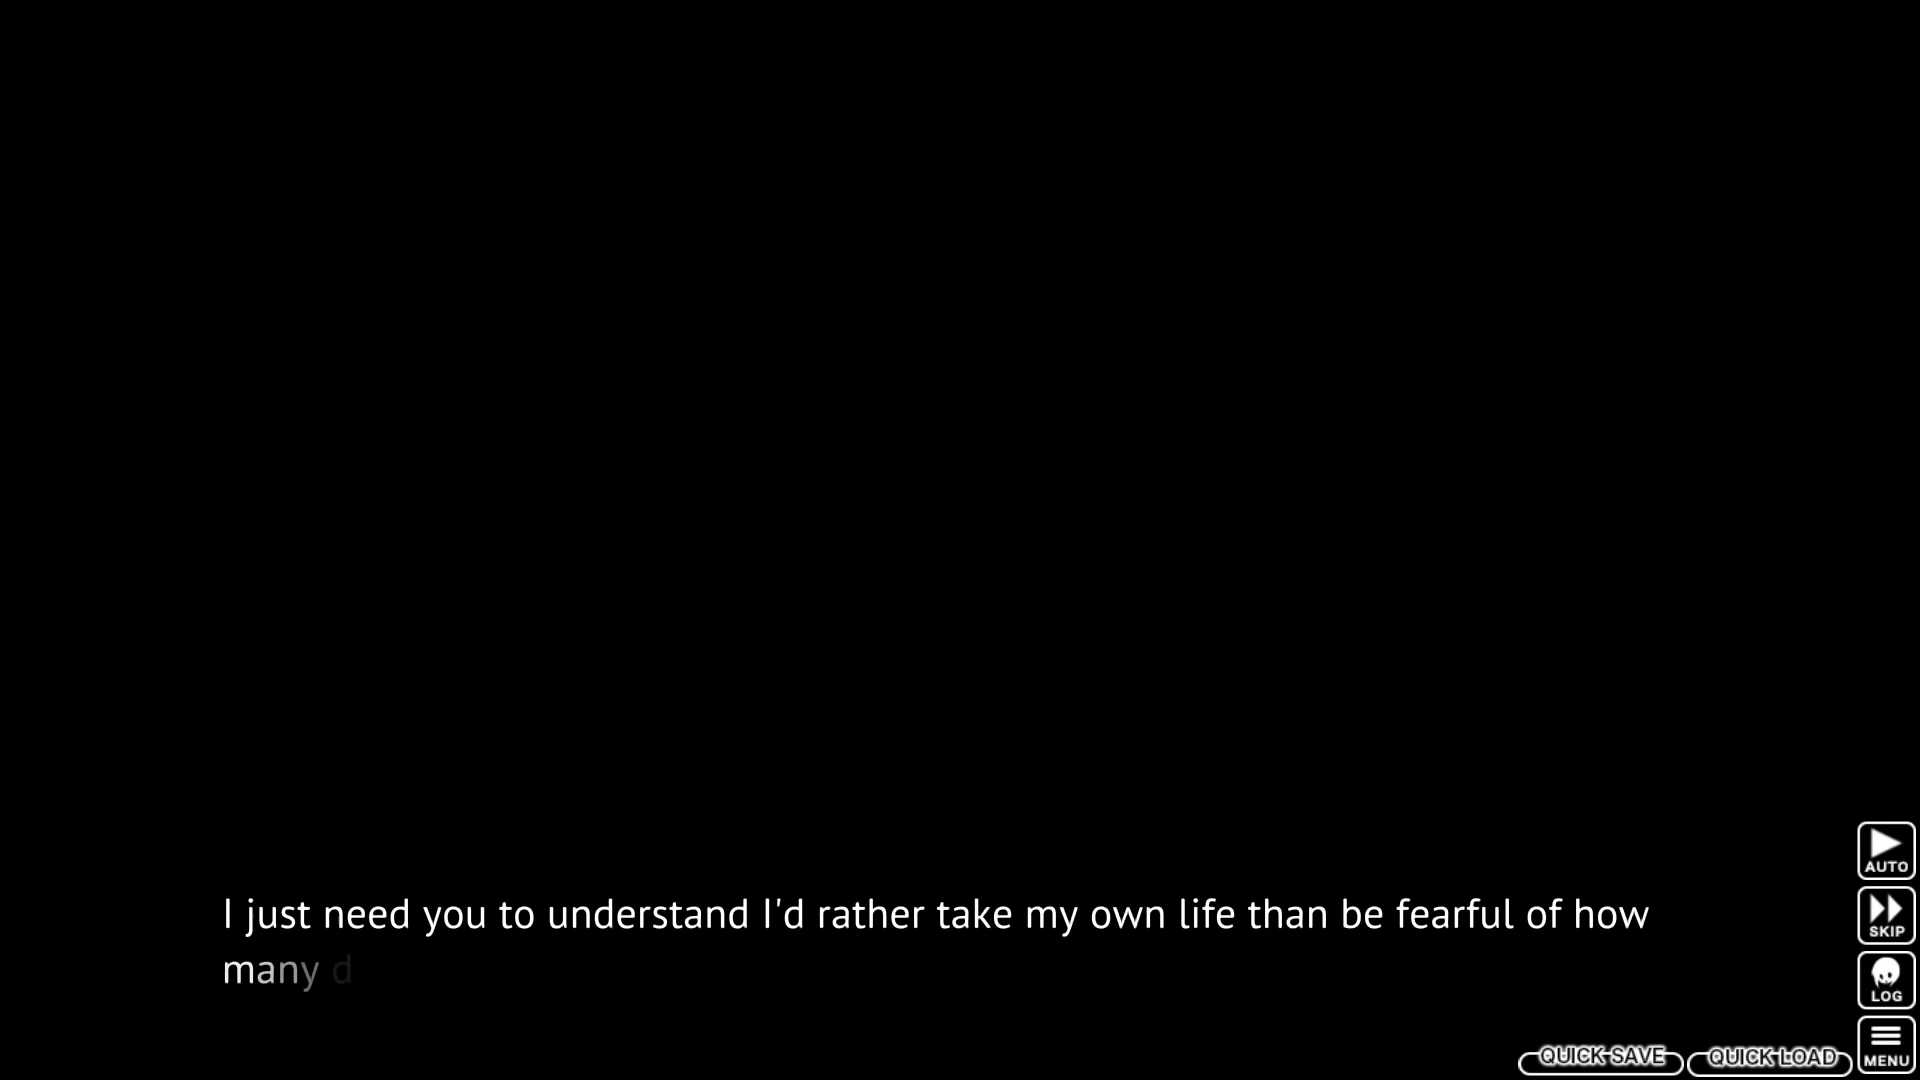 I just need you to understand I'd rather take my own life than be fearful of how
many d
AUTO
SKIP
LOG
QUICK SAVE QUICK LOAD MENU